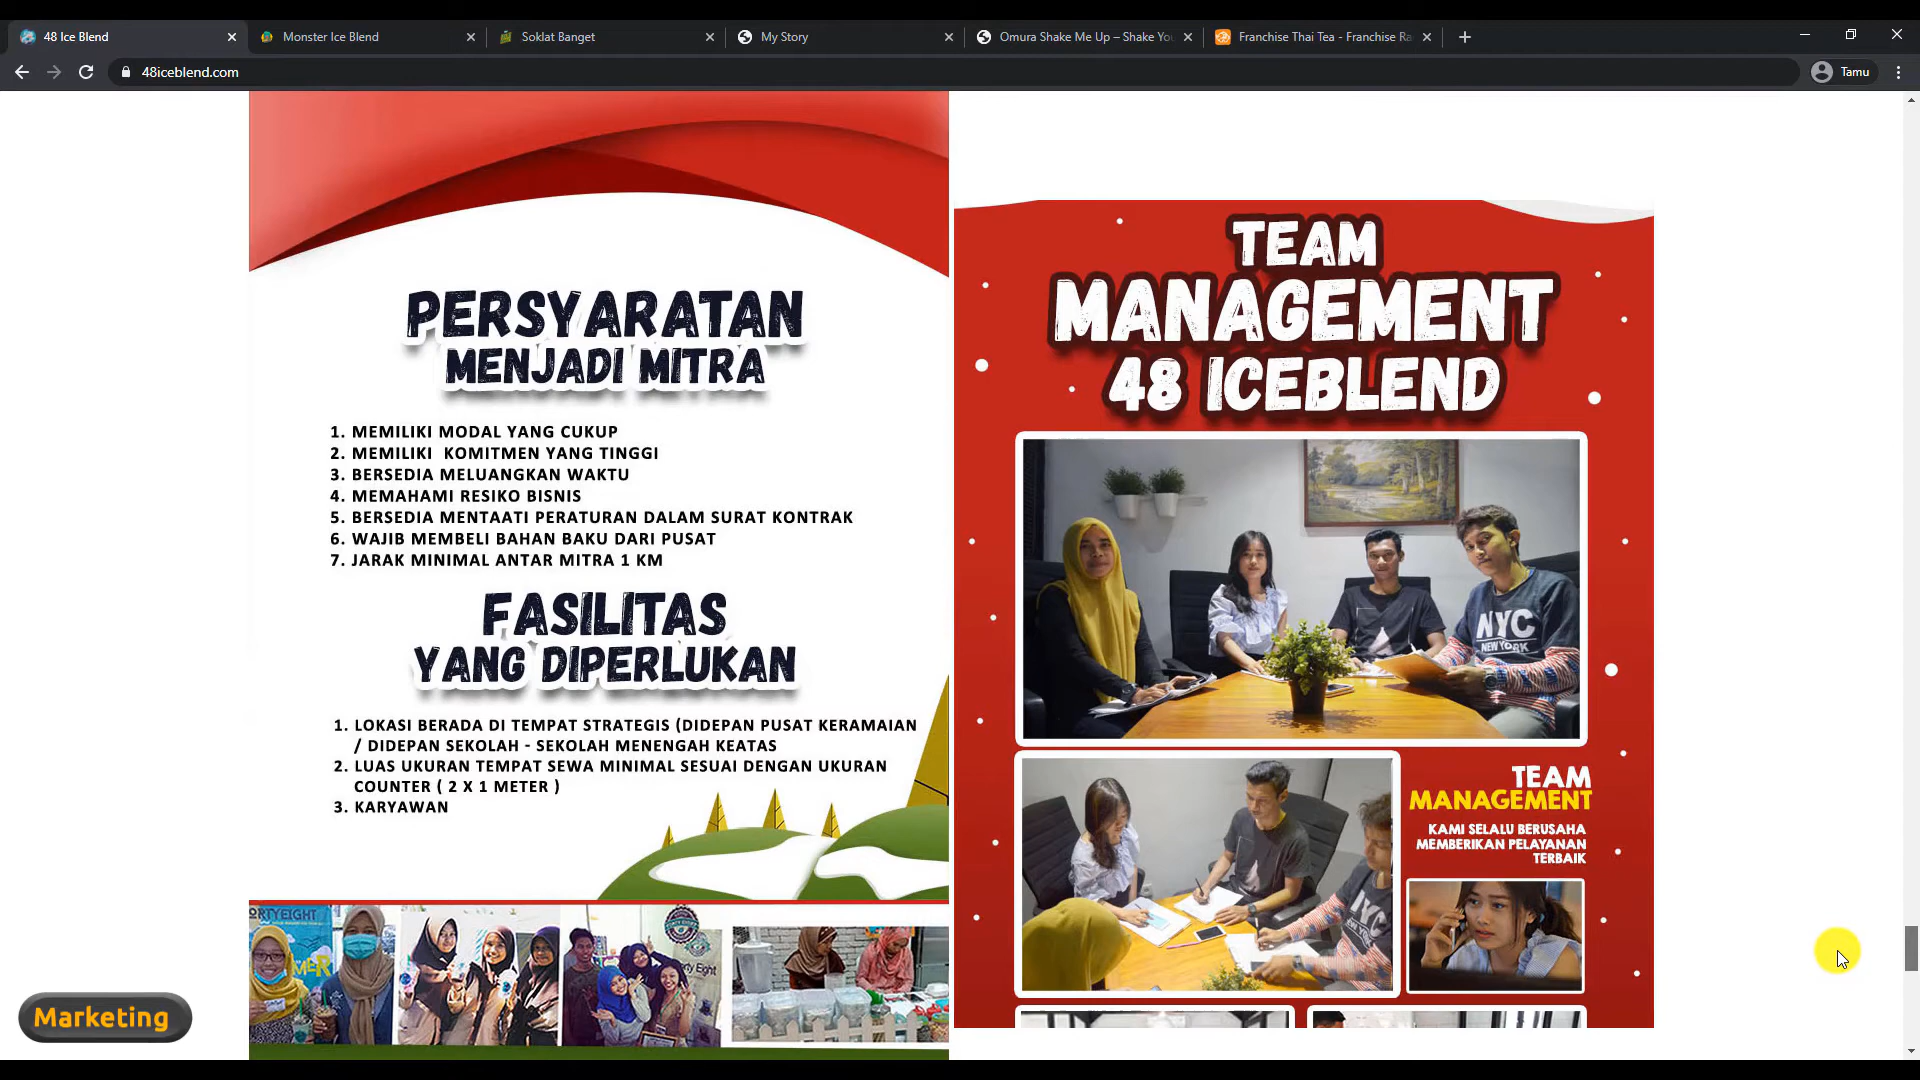 48 Ice Blend
Monster Ice Blend
Soklat Banget
My Story
Omura Shake Me Up – Shake Yo
Franchise Thai Tea - Franchise Ra
48iceblend.com
Tamu
PERSYARATAN
MENJADI MITRA
1. MEMILIKI MODAL YANG CUKUP
2. MEMILIKI KOMITMEN YANG TINGGI
3. BERSEDIA MELUANGKAN WAKTU
4. MEMAHAMI RESIKO BISNIS
5. BERSEDIA MENTAATI PERATURAN DALAM SURAT KONTRAK
6. WAJIB MEMBELI BAHAN BAKU DARI PUSAT
7. JARAK MINIMAL ANTAR MITRA 1 KM
FASILITAS
YANG DIPERLUKAN
1. LOKASI BERADA DI TEMPAT STRATEGIS (DIDEPAN PUSAT KERAMAIAN
/ DIDEPAN SEKOLAH - SEKOLAH MENENGAH KEATAS
2. LUAS UKURAN TEMPAT SEWA MINIMAL SESUAI DENGAN UKURAN
COUNTER ( 2 X 1 METER )
3. KARYAWAN
ORTYEIGHT
rty Eight
Marketing
TEAM
MANAGEMENT
48 ICEBLEND
NYC
NEW YORK
TEAM
MANAGEMENT
KAMI SELALU BERUSAHA
MEMBERIKAN PELAYANAN
TERBAIK